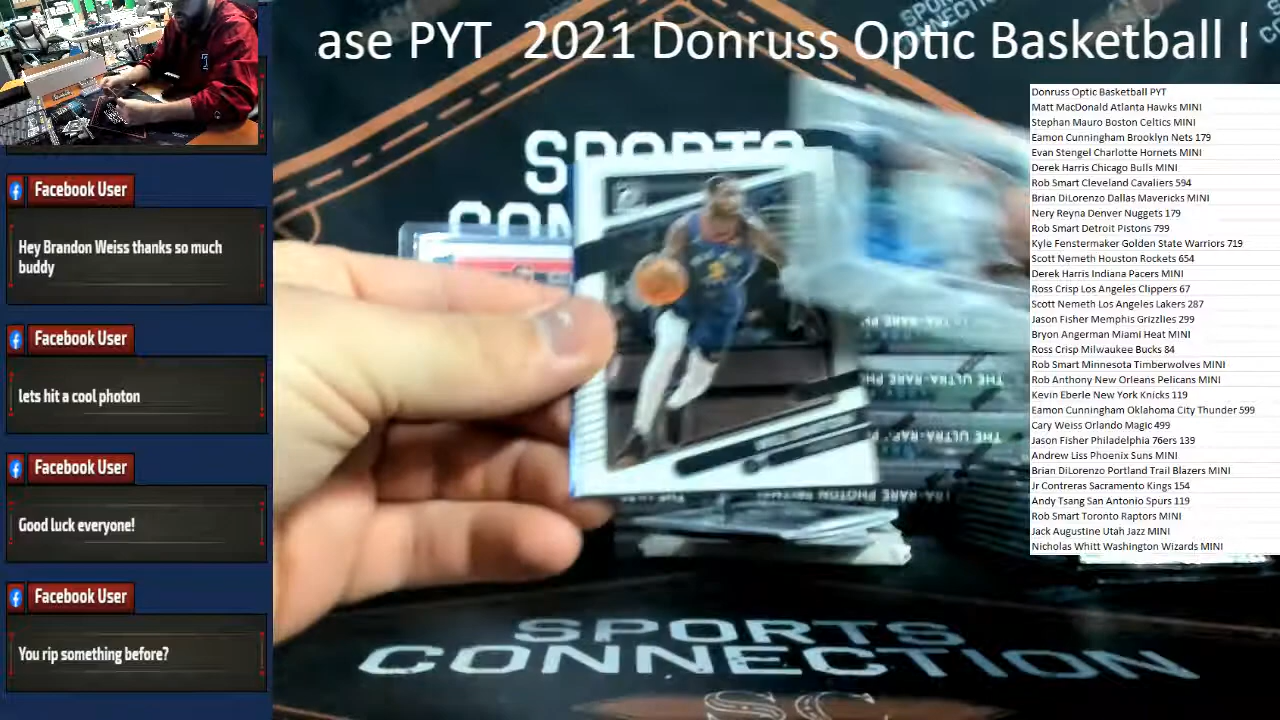 ase PYT 2021 Donruss Optic Basketball
SPORTS
CONNECTION
SPORTS
CON
Facebook User
Hey Brandon Weiss thanks so much
buddy
Facebook User
lets hit a cool photon
Facebook User
Good luck everyone!
Facebook User
You rip something before?
THE ULTRA-RARE PH
SPORTS
CONNECTION
SC
Donruss Optic Basketball PYT
Matt MacDonald Atlanta Hawks MINI
Stephan Mauro Boston Celtics MINI
Eamon Cunningham Brooklyn Nets 179
Evan Stengel Charlotte Hornets MINI
Derek Harris Chicago Bulls MINI
Rob Smart Cleveland Cavaliers 594
Brian DiLorenzo Dallas Mavericks MINI
Nery Reyna Denver Nuggets 179
Rob Smart Detroit Pistons 799
Kyle Fenstermaker Golden State Warriors 719
Scott Nemeth Houston Rockets 654
Derek Harris Indiana Pacers MINI
Ross Crisp Los Angeles Clippers 67
Scott Nemeth Los Angeles Lakers 287
Jason Fisher Memphis Grizzlies 299
Bryon Angerman Miami Heat MINI
Ross Crisp Milwaukee Bucks 84
Rob Smart Minnesota Timberwolves MINI
Rob Anthony New Orleans Pelicans MINI
Kevin Eberle New York Knicks 119
Eamon Cunningham Oklahoma City Thunder 599
Cary Weiss Orlando Magic 499
Jason Fisher Philadelphia 76ers 139
Andrew Liss Phoenix Suns MINI
Brian DiLorenzo Portland Trail Blazers MINI
Jr Contreras Sacramento Kings 154
Andy Tsang San Antonio Spurs 119
Rob Smart Toronto Raptors MINI
Jack Augustine Utah Jazz MINI
Nicholas Whitt Washington Wizards MINI